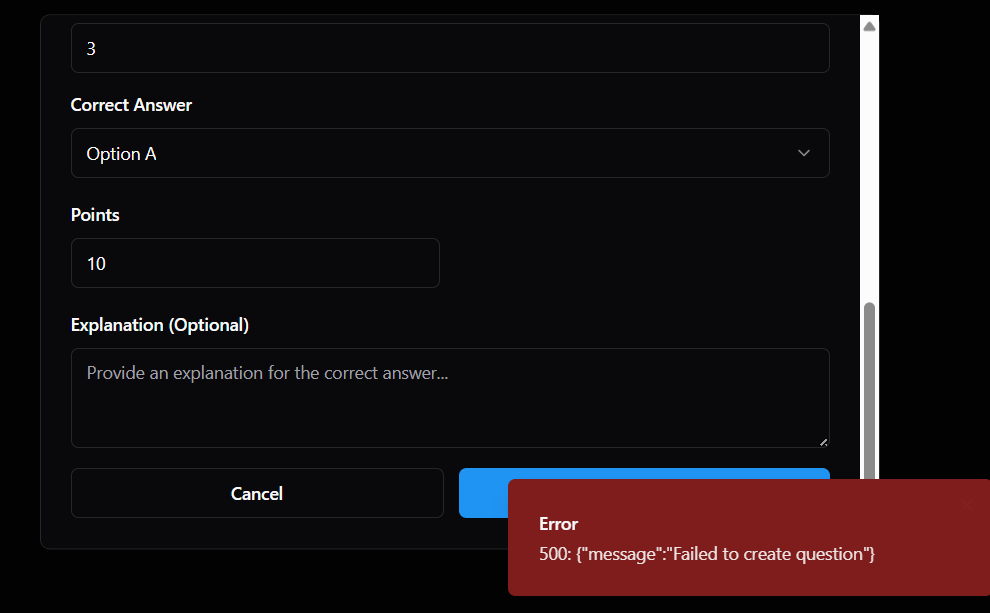 3
Correct Answer
Option A
Points
10
Explanation (Optional)
Provide an explanation for the correct answer...
Cancel
Error
500: {"message":"Failed to create question"}